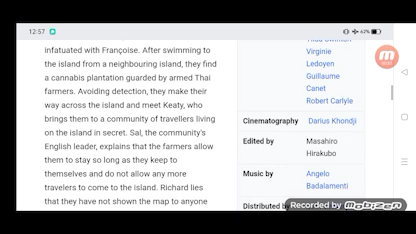 12:57
67%
infatuated with Françoise. After swimming to
the island from a neighbouring island, they find
a cannabis plantation guarded by armed Thai
farmers. Avoiding detection, they make their
way across the island and meet Keaty, who
brings them to a community of travellers living
on the island in secret. Sal, the community's
English leader, explains that the farmers allow
them to stay so long as they keep to
themselves and do not allow any more
travelers to come to the island. Richard lies
that they have not shown the map to anyone
Tilda Swinton
Virginie
Ledoyen
Guillaume
Canet
Robert Carlyle
Cinematography Darius Khondji
Edited by Masahiro
Hirakubo
Music by Angelo
Badalamenti
Distributed b
Recorded by
mobizen